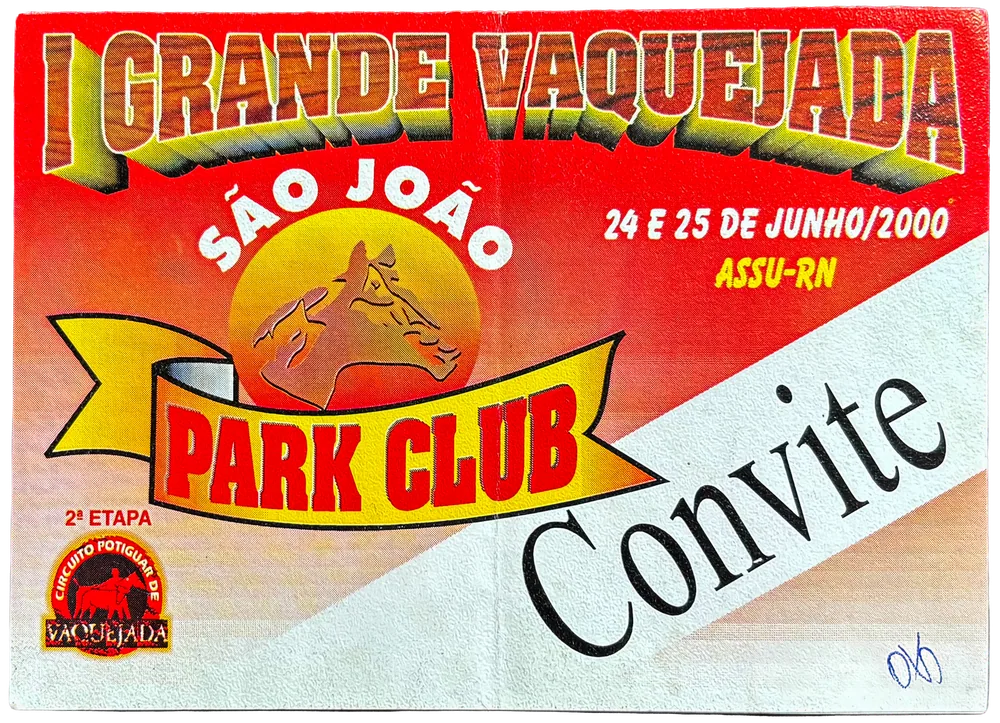 I GRANDE VAQUEJADA
SÃO JOÃO
24 E 25 DE JUNHO/2000
ASSU-RN
PARK CLUB
Convite
2ª ETAPA
CIRCUITO POTIGUAR DE
VAQUEJADA